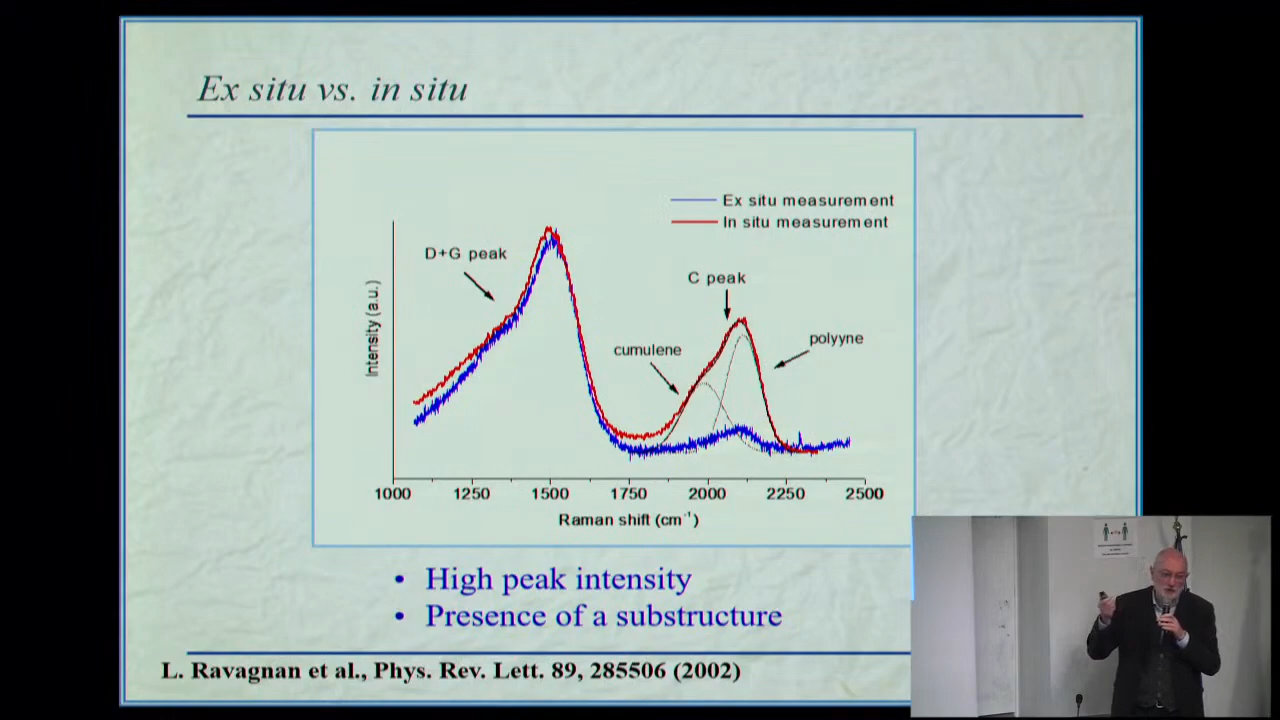 Ex situ vs. in situ
Ex situ measurement
In situ measurement
D+G peak
C peak
cumulene
polyyne
Intensity (a.u.)
1000 1250 1500 1750 2000 2250 2500
Raman shift (cm⁻¹)
• High peak intensity
• Presence of a substructure
L. Ravagnan et al., Phys. Rev. Lett. 89, 285506 (2002)